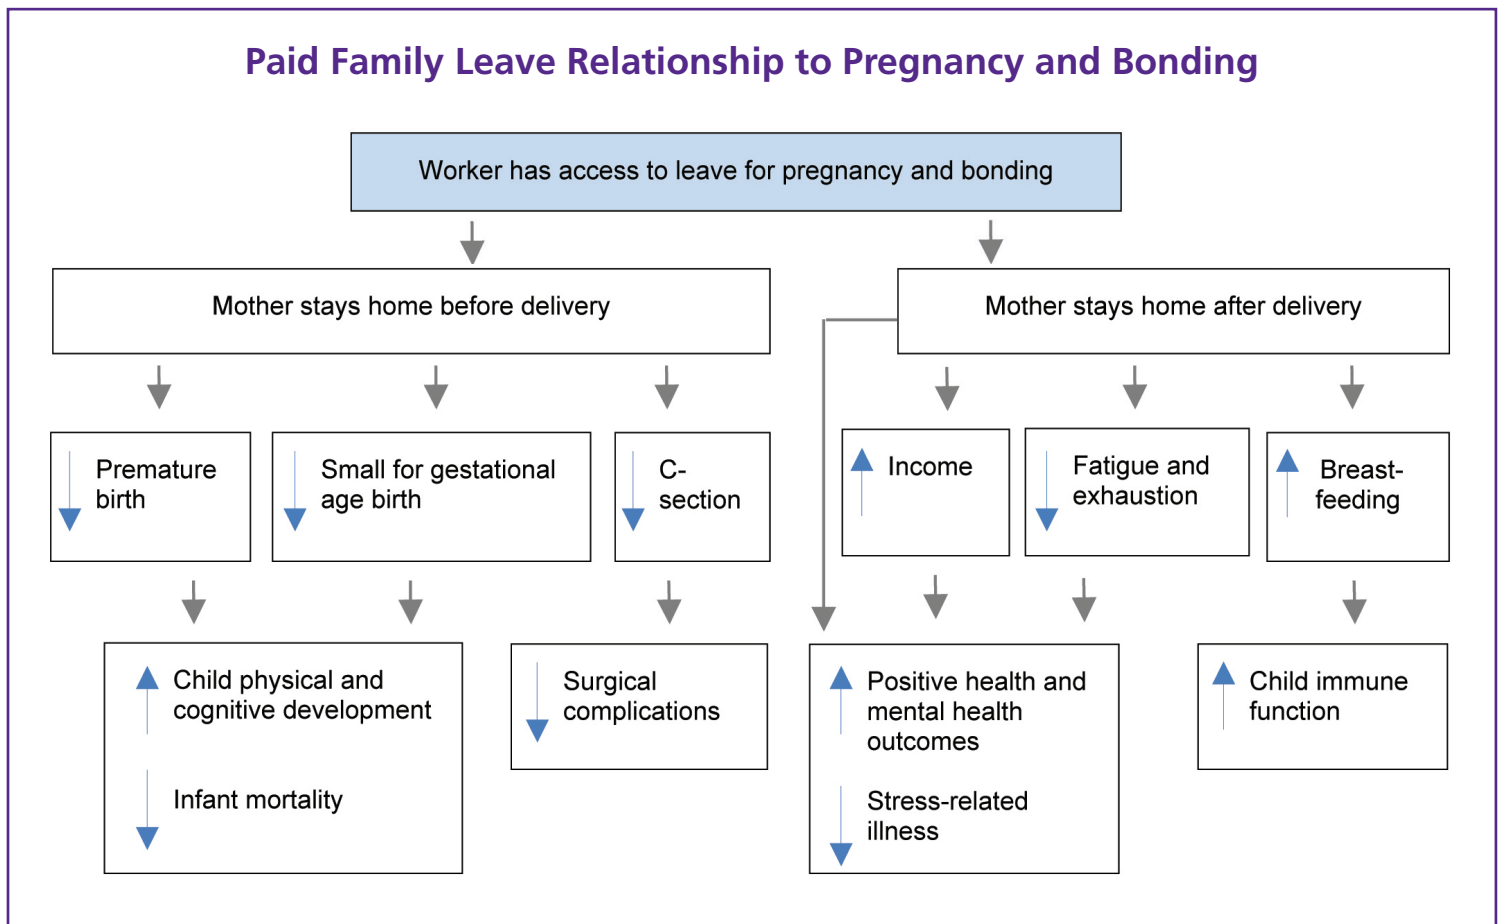 Paid Family Leave Relationship to Pregnancy and Bonding
Worker has access to leave for pregnancy and bonding
Mother stays home before delivery
Mother stays home after delivery
Premature
birth
Small for gestational
age birth
C-
section
Income
Fatigue and
exhaustion
Breast-
feeding
Child physical and
cognitive development
Infant mortality
Surgical
complications
Positive health and
mental health
outcomes
Stress-related
illness
Child immune
function